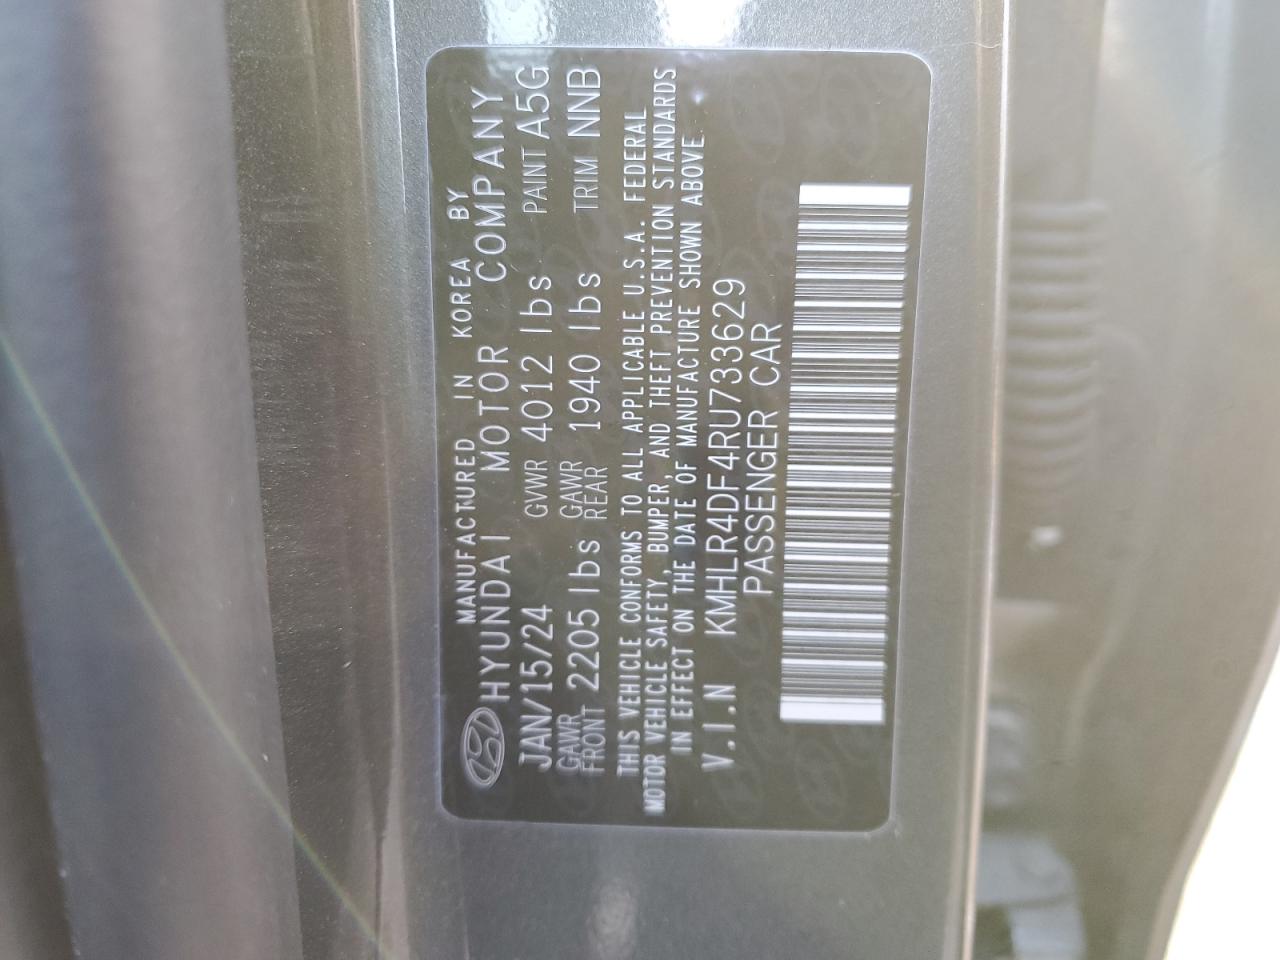 MANUFACTURED IN KOREA BY
HYUNDAI MOTOR COMPANY
JAN/15/24 GVWR 4012 lbs PAINT A5G
GAWR FRONT 2205 lbs GAWR REAR 1940 lbs TRIM NNB
THIS VEHICLE CONFORMS TO ALL APPLICABLE U.S.A. FEDERAL
MOTOR VEHICLE SAFETY, BUMPER, AND THEFT PREVENTION STANDARDS
IN EFFECT ON THE DATE OF MANUFACTURE SHOWN ABOVE.
V.I.N KMHLR4DF4RU733629
PASSENGER CAR